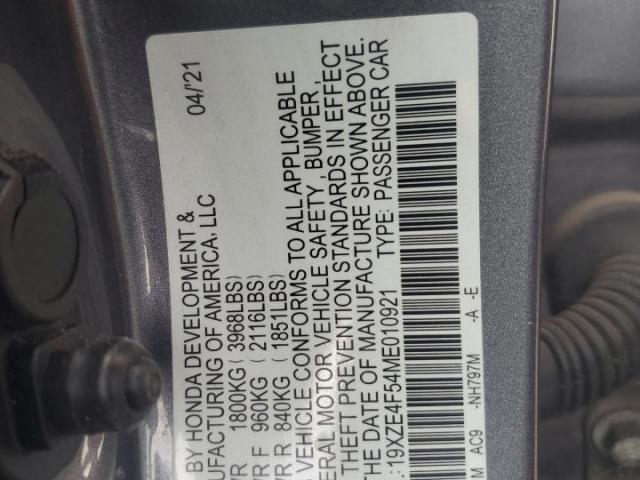 BY HONDA DEVELOPMENT &
UFACTURING OF AMERICA, LLC
04/'21
1800KG ( 3968LBS)
F 960KG ( 2116LBS)
R 840KG ( 1851LBS)
VEHICLE CONFORMS TO ALL APPLICABLE
ERAL MOTOR VEHICLE SAFETY , BUMPER ,
THEFT PREVENTION STANDARDS IN EFFECT
THE DATE OF MANUFACTURE SHOWN ABOVE.
:19XZE4F54ME010921 TYPE: PASSENGER CAR
M AC9 -NH797M -A -E